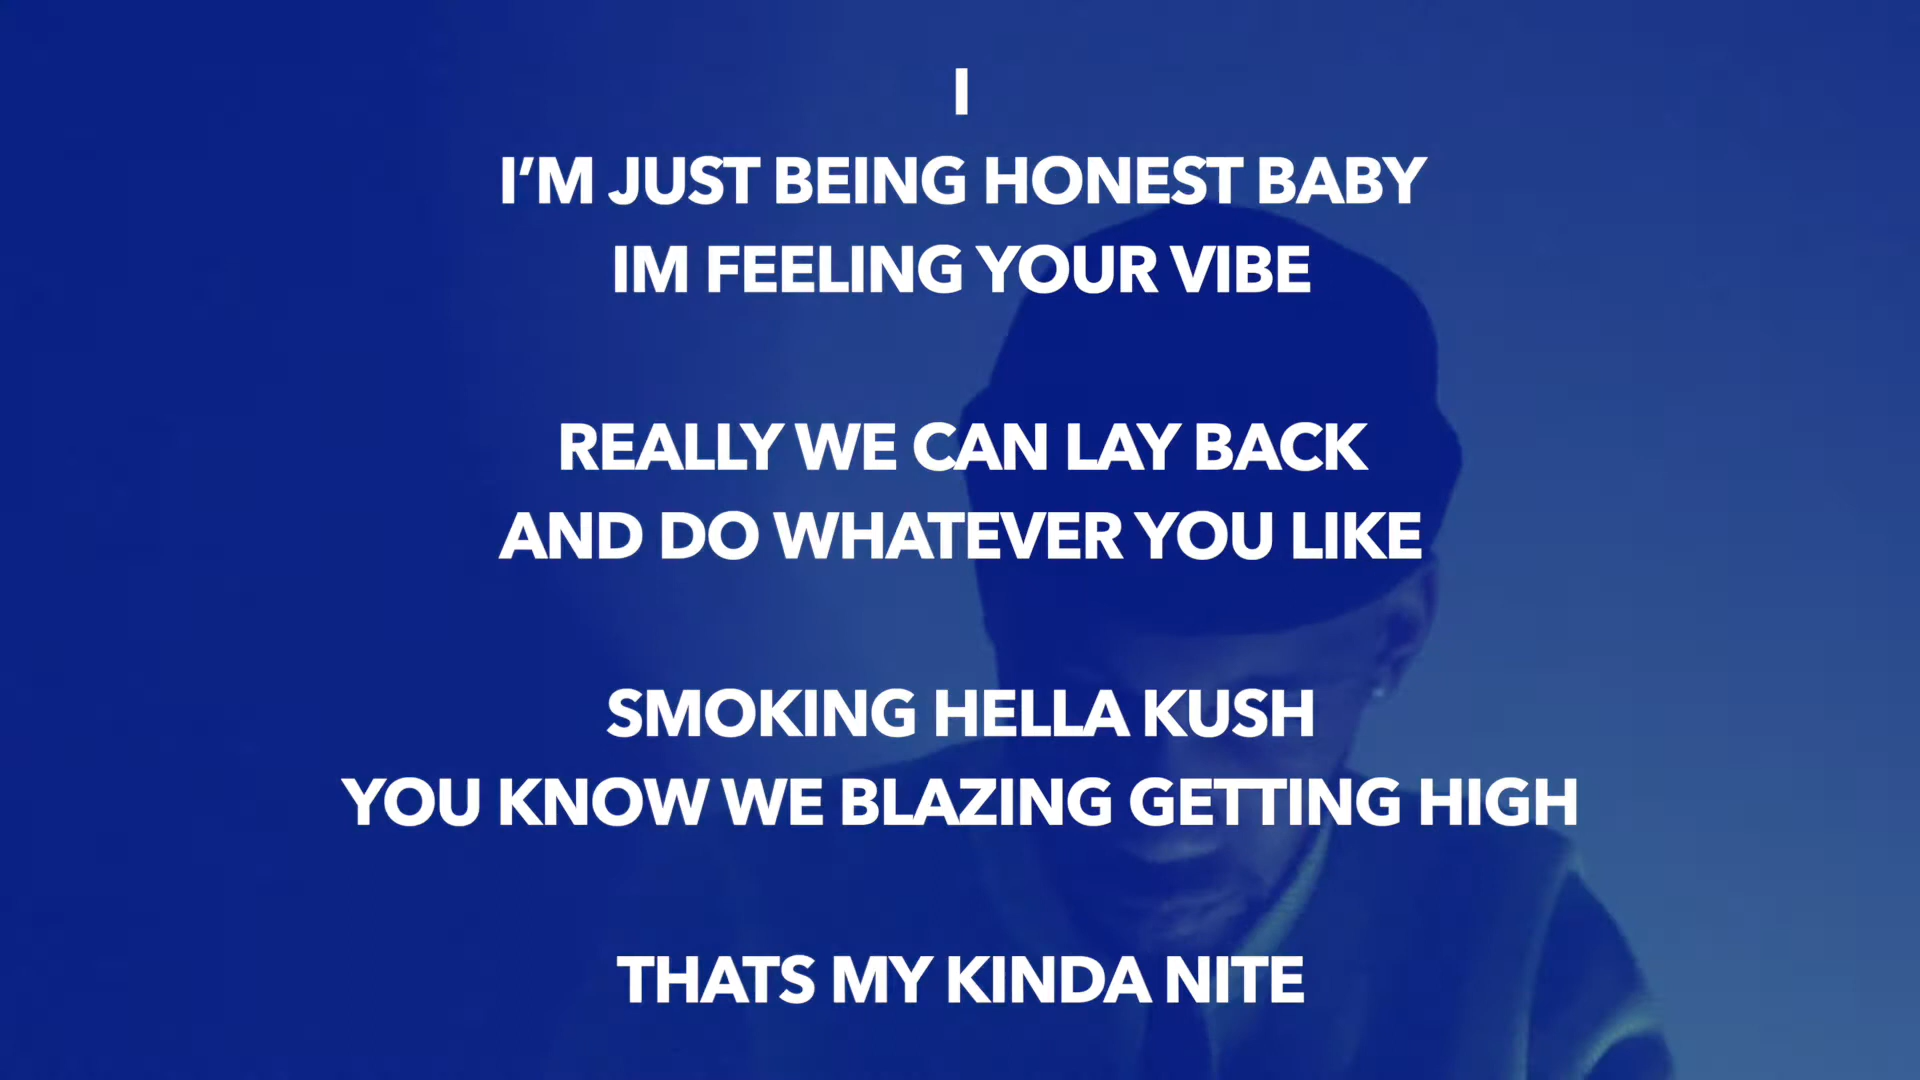 I
I’M JUST BEING HONEST BABY
IM FEELING YOUR VIBE
REALLY WE CAN LAY BACK
AND DO WHATEVER YOU LIKE
SMOKING HELLA KUSH
YOU KNOW WE BLAZING GETTING HIGH
THATS MY KINDA NITE